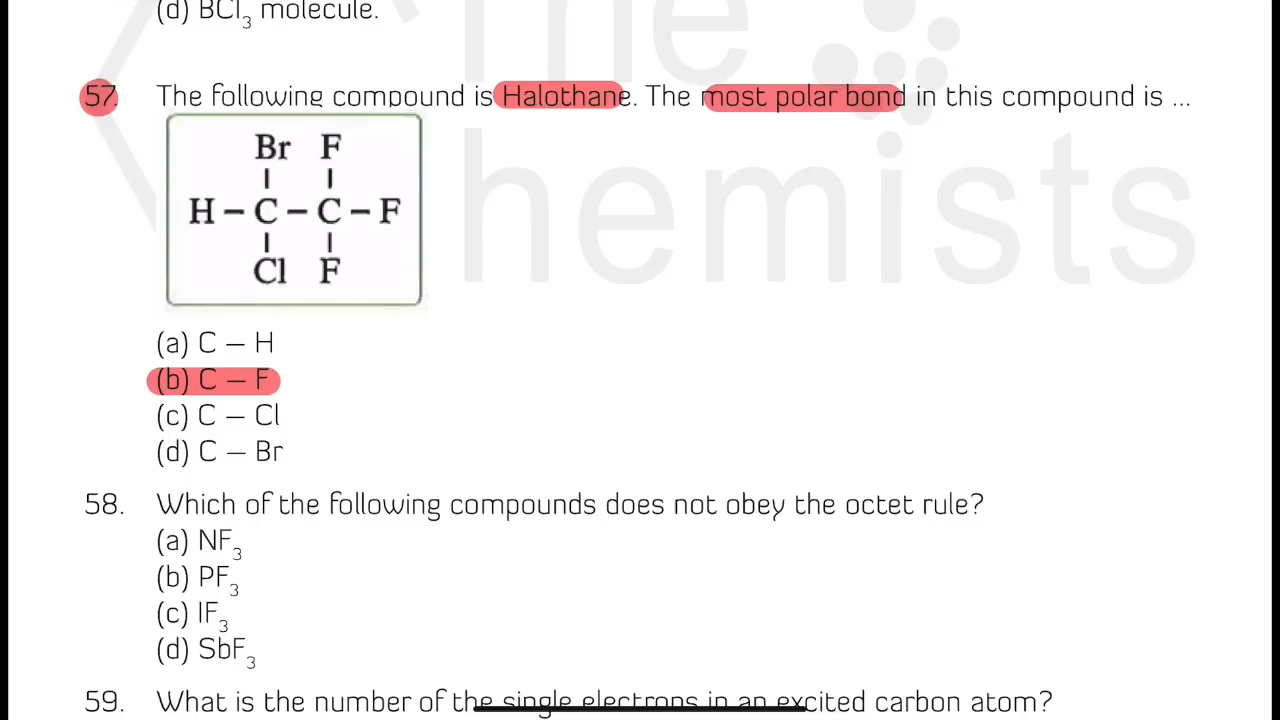 (d) BCl₃ molecule.
57. The following compound is Halothane. The most polar bond in this compound is ...
Br F
H – C – C – F
Cl F
(a) C – H
(b) C – F
(c) C – Cl
(d) C – Br
58. Which of the following compounds does not obey the octet rule?
(a) NF₃
(b) PF₃
(c) IF₃
(d) SbF₃
59. What is the number of the single electrons in an excited carbon atom?
The
hemists